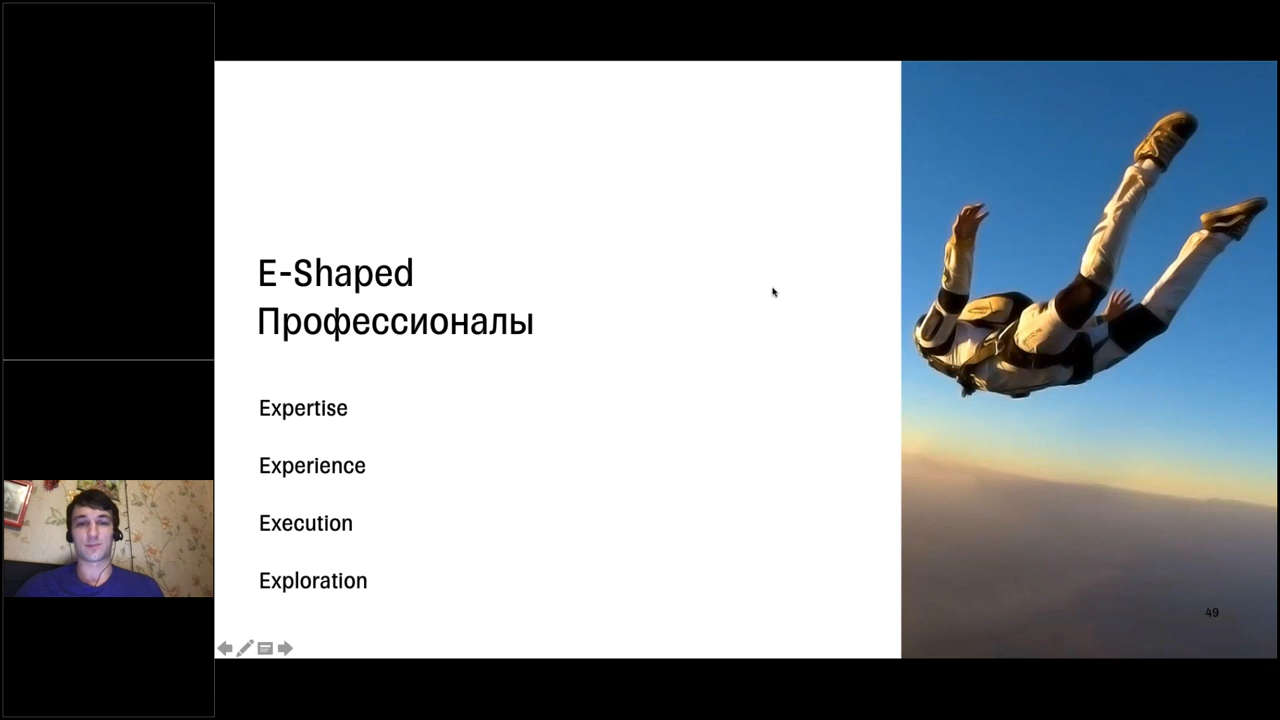 E-Shaped
Профессионалы
Expertise
Experience
Execution
Exploration
49